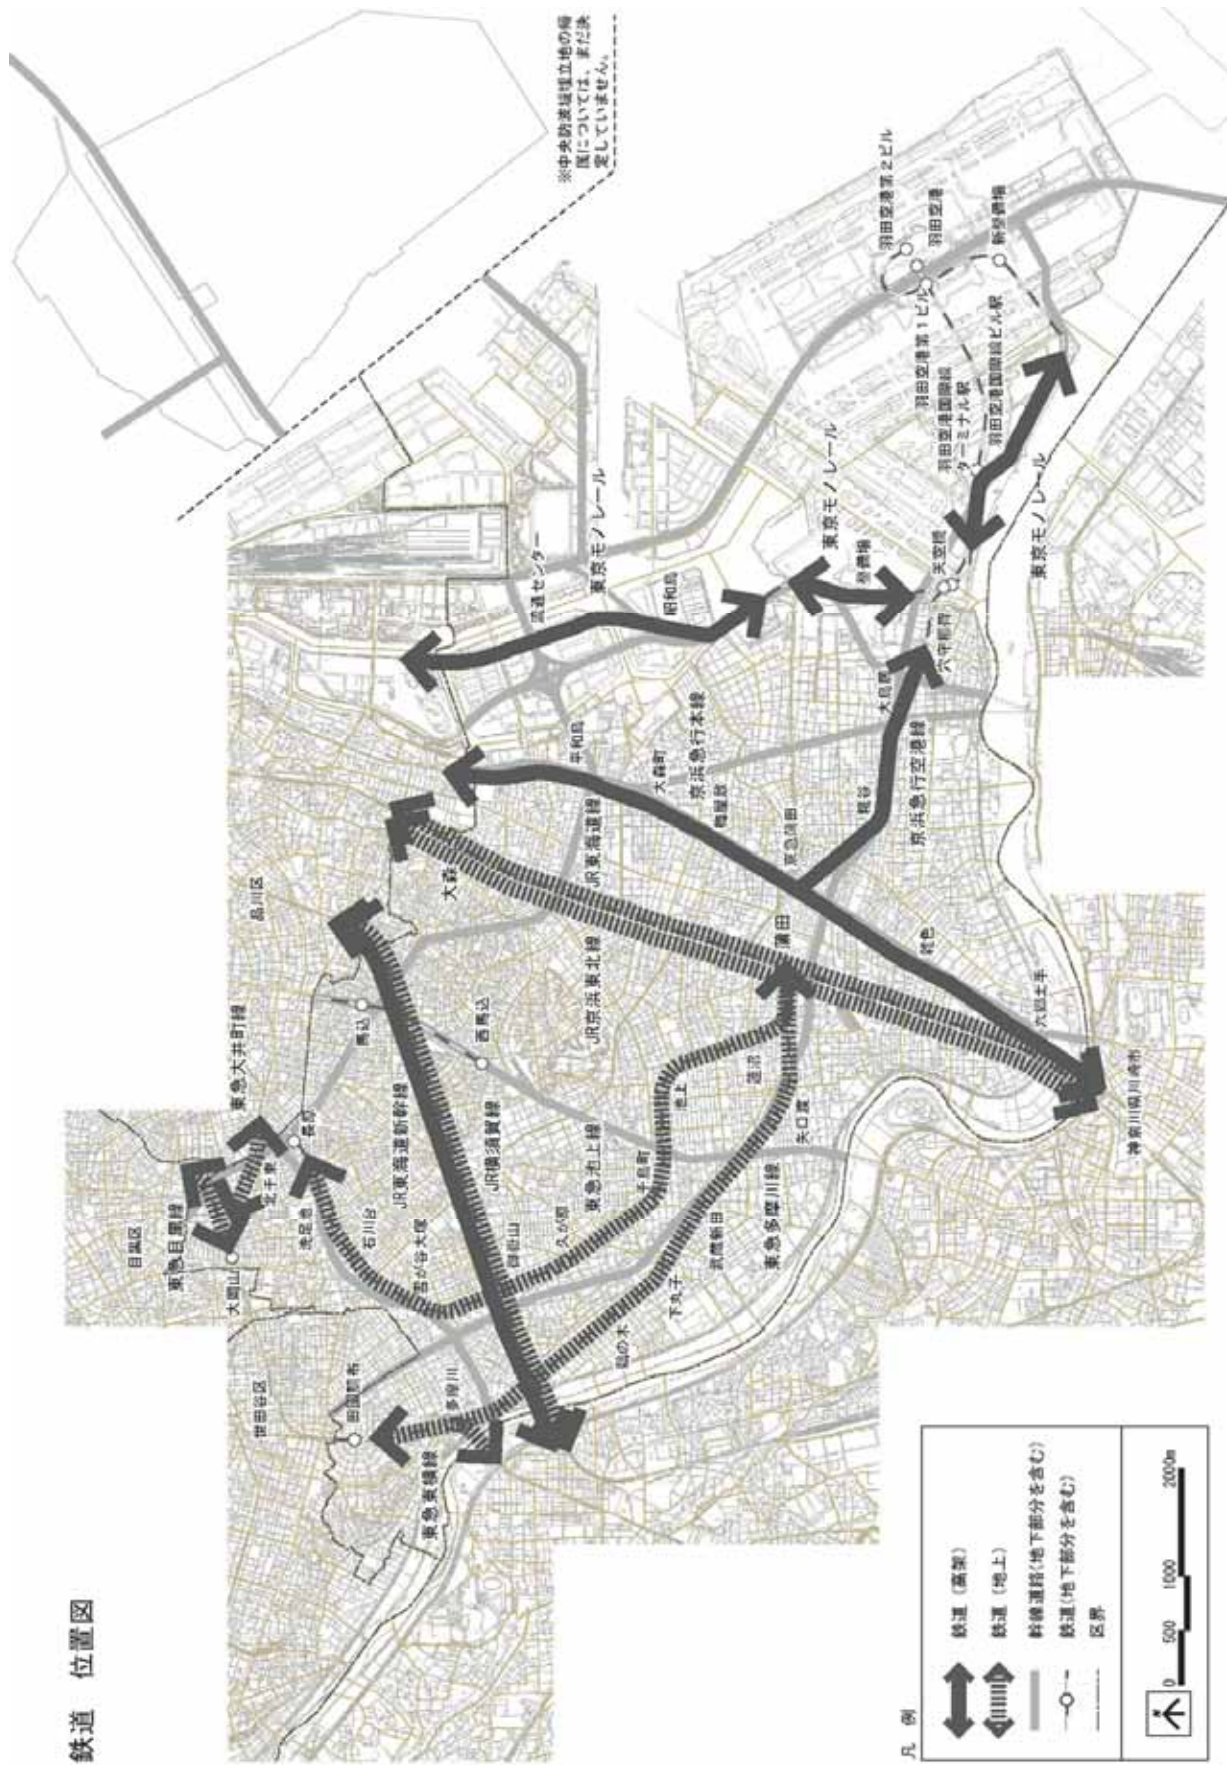 鉄道　位置図
※中央防波堤埋立地の帰
属については、まだ決
定していません。
目黒区
品川区
世田谷区
神奈川県川崎市
東急目黒線
東急大井町線
大岡山
北千束
長原
洗足池
石川台
雪が谷大塚
御嶽山
久が原
千鳥町
池上
蓮沼
蒲田
東急池上線
馬込
西馬込
JR東海道新幹線
JR横須賀線
JR京浜東北線
JR東海道線
大森
田園調布
多摩川
東急東横線
鵜の木
下丸子
武蔵新田
矢口渡
東急多摩川線
平和島
大森町
梅屋敷
京急蒲田
雑色
六郷土手
京浜急行本線
糀谷
大鳥居
穴守稲荷
天空橋
京浜急行空港線
流通センター
昭和島
整備場
東京モノレール
東京モノレール
東京モノレール
羽田空港国際線
ターミナル駅
羽田空港国際線ビル駅
羽田空港第１ビル
羽田空港第２ビル
羽田空港
新整備場
凡　例
鉄道（高架）
鉄道（地上）
幹線道路(地下部分を含む)
鉄道(地下部分を含む)
区界
0　500　1000　2000m